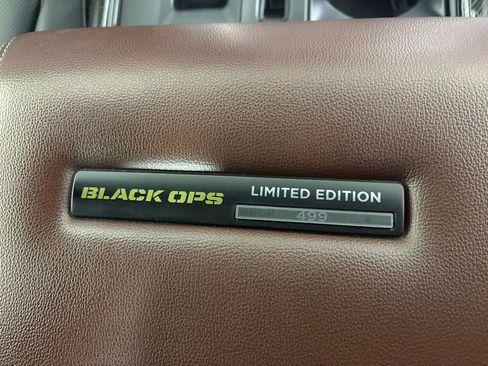 BLACK OPS LIMITED EDITION
499